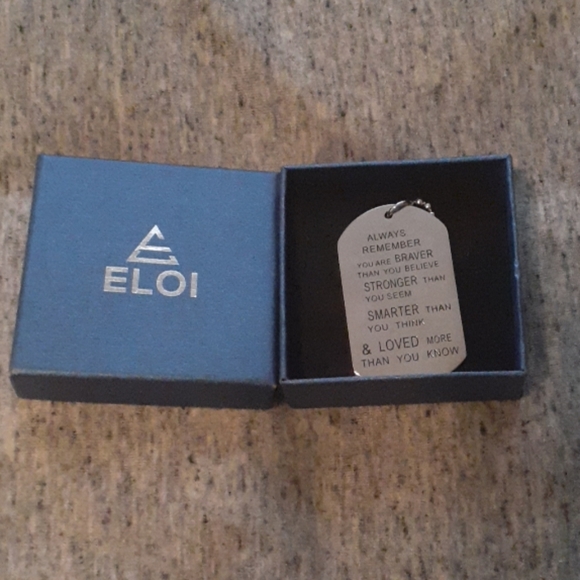 ELOI
ALWAYS
REMEMBER
YOU ARE BRAVER
THAN YOU BELIEVE
STRONGER THAN
YOU SEEM
SMARTER THAN
YOU THINK
& LOVED MORE
THAN YOU KNOW